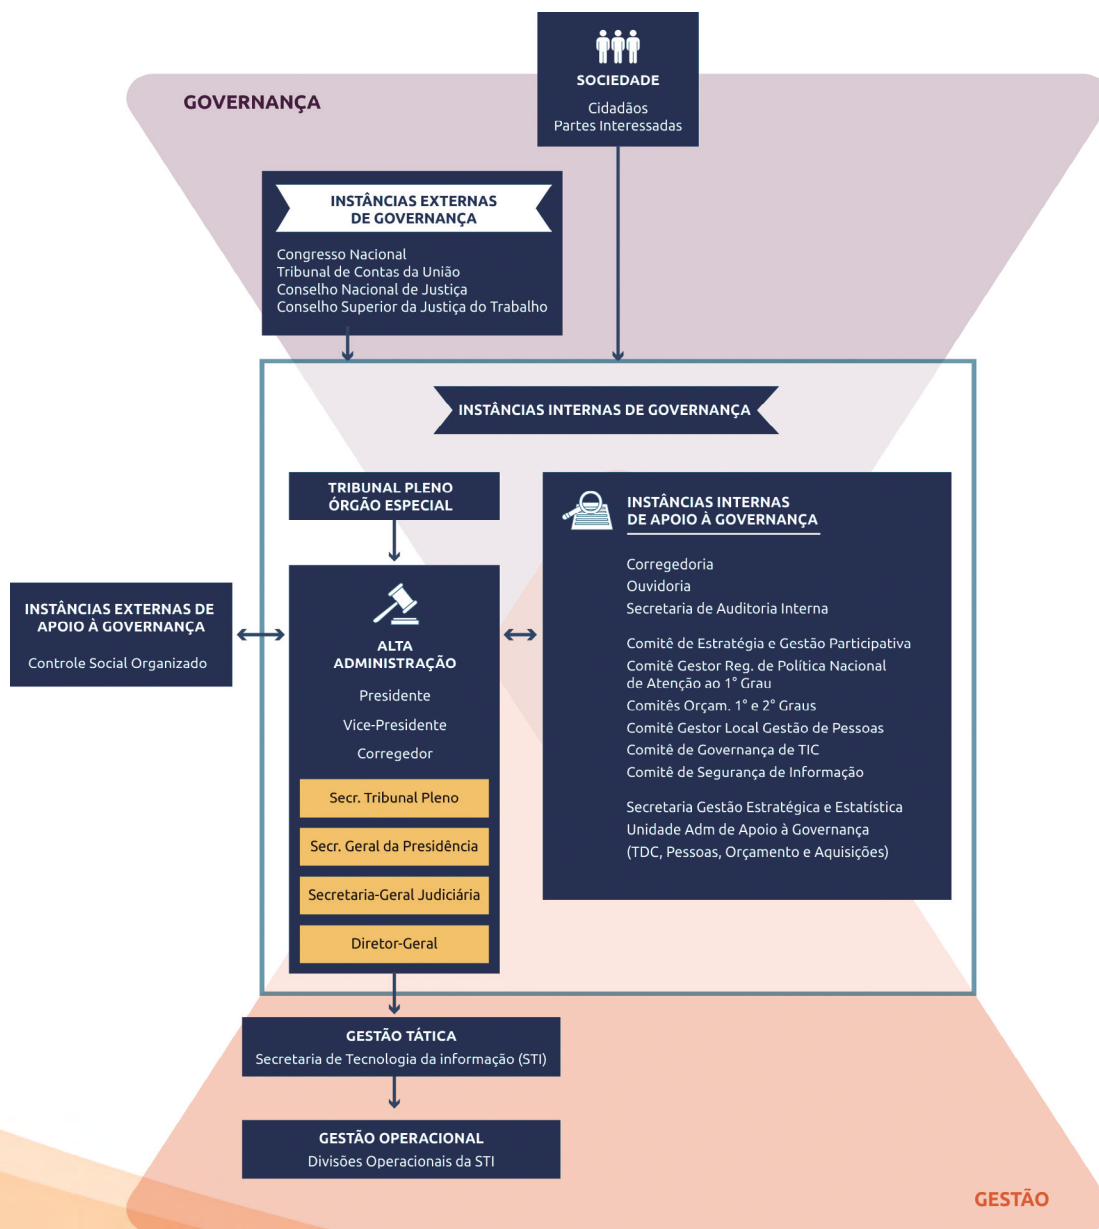 SOCIEDADE
Cidadãos
Partes Interessadas
GOVERNANÇA
INSTÂNCIAS EXTERNAS
DE GOVERNANÇA
Congresso Nacional
Tribunal de Contas da União
Conselho Nacional de Justiça
Conselho Superior da Justiça do Trabalho
INSTÂNCIAS INTERNAS DE GOVERNANÇA
TRIBUNAL PLENO
ÓRGÃO ESPECIAL
INSTÂNCIAS EXTERNAS DE
APOIO À GOVERNANÇA
Controle Social Organizado
ALTA
ADMINISTRAÇÃO
Presidente
Vice-Presidente
Corregedor
Secr. Tribunal Pleno
Secr. Geral da Presidência
Secretaria-Geral Judiciária
Diretor-Geral
INSTÂNCIAS INTERNAS
DE APOIO À GOVERNANÇA
Corregedoria
Ouvidoria
Secretaria de Auditoria Interna
Comitê de Estratégia e Gestão Participativa
Comitê Gestor Reg. de Política Nacional
de Atenção ao 1° Grau
Comitês Orçam. 1° e 2° Graus
Comitê Gestor Local Gestão de Pessoas
Comitê de Governança de TIC
Comitê de Segurança de Informação
Secretaria Gestão Estratégica e Estatística
Unidade Adm de Apoio à Governança
(TDC, Pessoas, Orçamento e Aquisições)
GESTÃO TÁTICA
Secretaria de Tecnologia da informação (STI)
GESTÃO OPERACIONAL
Divisões Operacionais da STI
GESTÃO